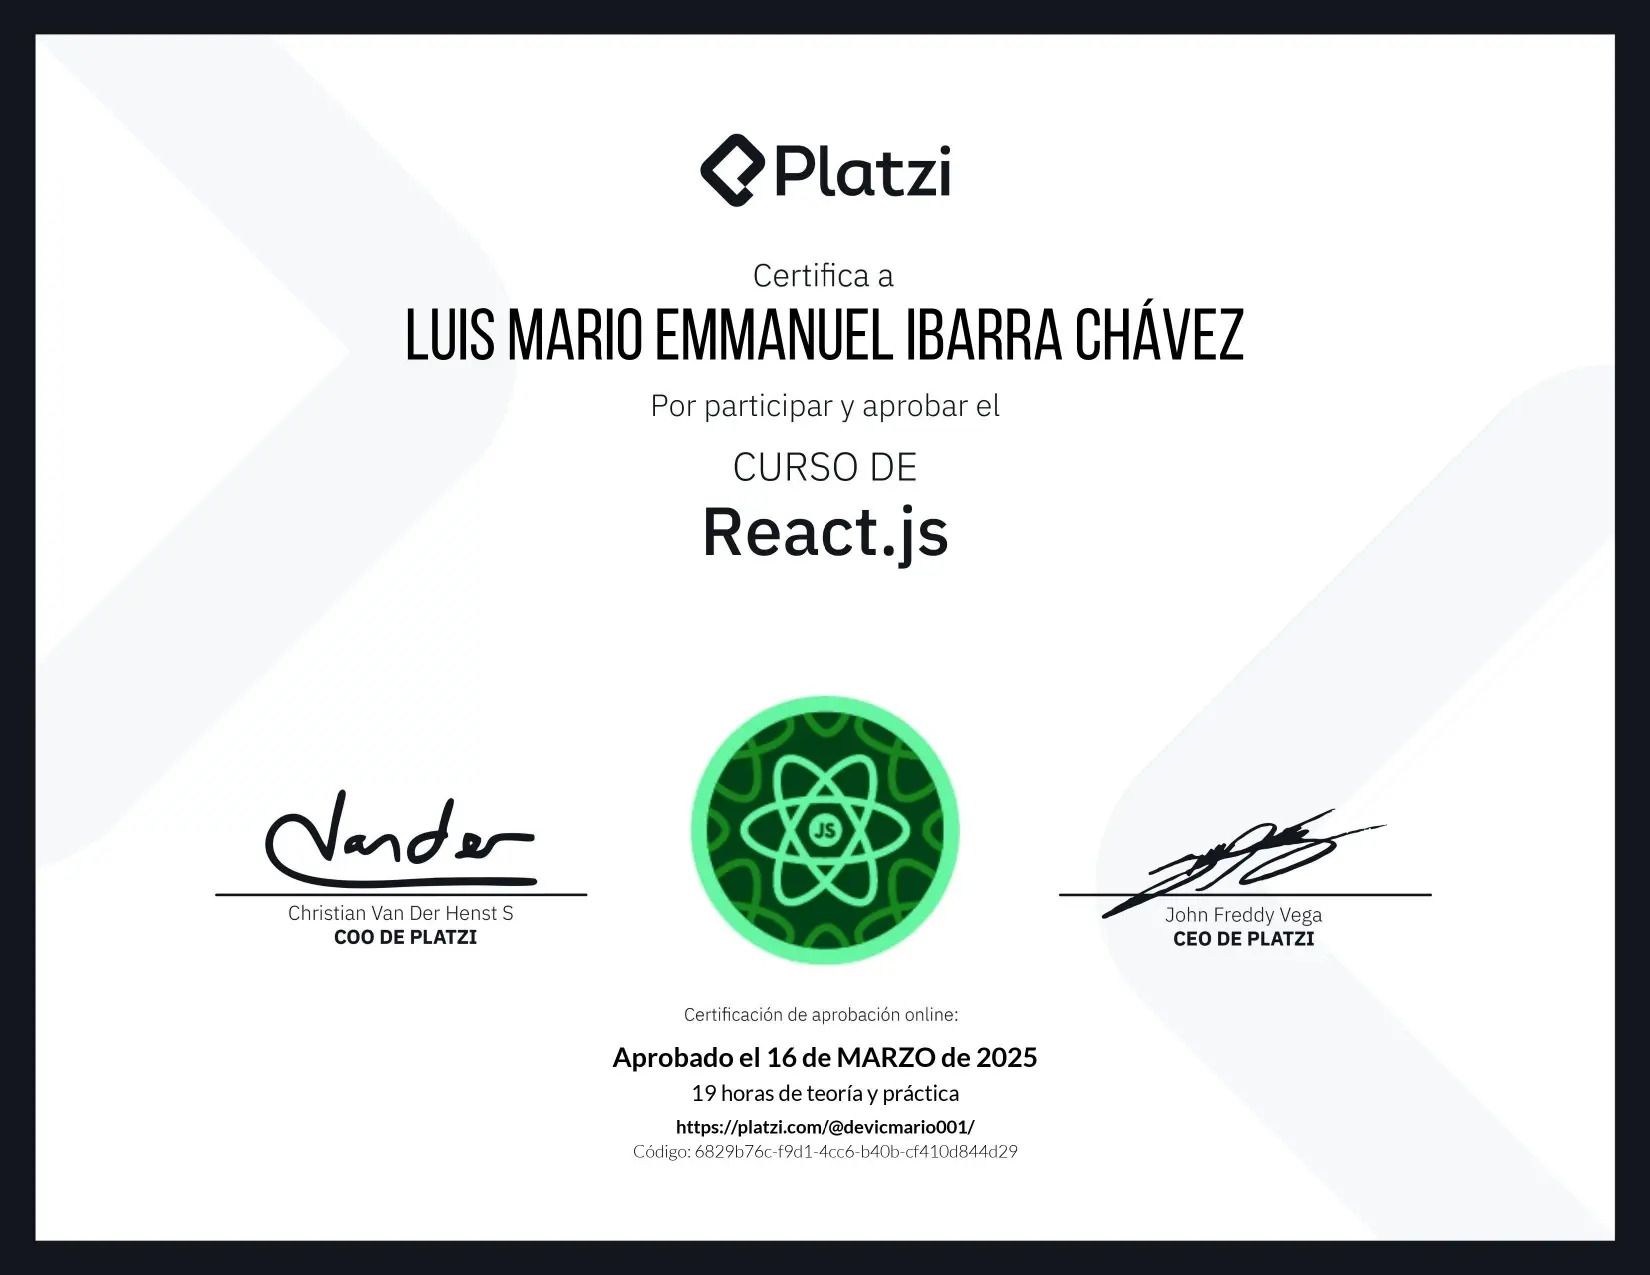 Platzi
Certifica a
LUIS MARIO EMMANUEL IBARRA CHÁVEZ
Por participar y aprobar el
CURSO DE
React.js
JS
Vander
Christian Van Der Henst S
COO DE PLATZI
John Freddy Vega
CEO DE PLATZI
Certificación de aprobación online:
Aprobado el 16 de MARZO de 2025
19 horas de teoría y práctica
https://platzi.com/@devicmario001/
Código: 6829b76c-f9d1-4cc6-b40b-cf410d844d29